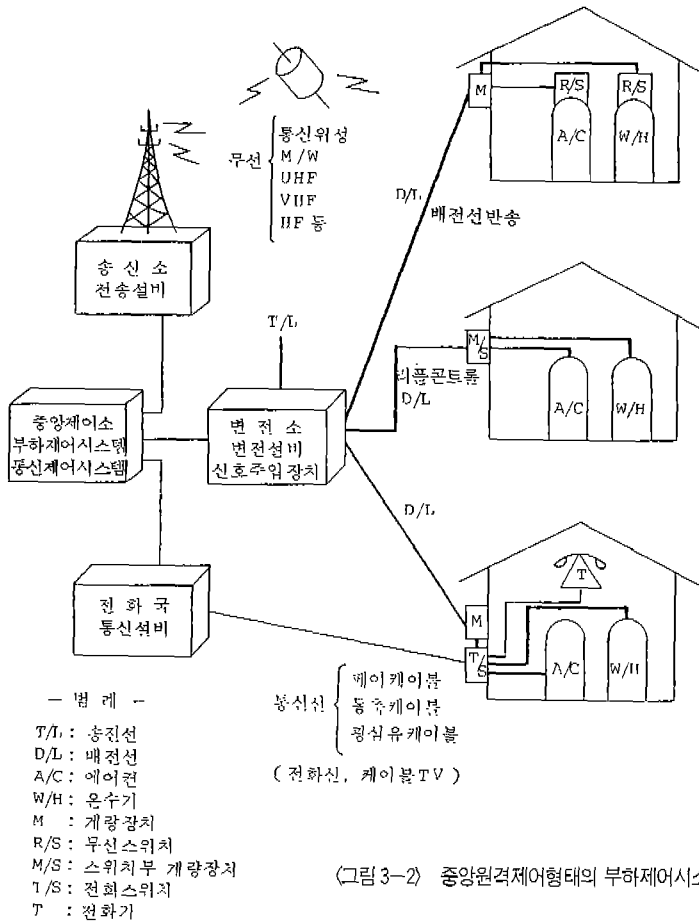 통신위성
무선 M/W
UHF
VHF
HF 등
송 신 소
전송설비
중앙제어소
부하제어시스템
통신제어시스템
T/L
변 전 소
변전설비
신호주입장치
전 화 국
통신설비
D/L
배전선반송
M
R/S
R/S
A/C
W/H
리플콘트롤
D/L
M/S
A/C
W/H
D/L
T
M
T/S
A/C
W/H
통신선
페어케이블
동축케이블
광섬유케이블
(전화선, 케이블TV)
- 범 례 -
T/L : 송전선
D/L : 배전선
A/C : 에어컨
W/H : 온수기
M : 계량장치
R/S : 무선스위치
M/S : 스위치부 계량장치
T/S : 전화스위치
T : 전화기
〈그림 3-2〉 중앙원격제어형태의 부하제어시스